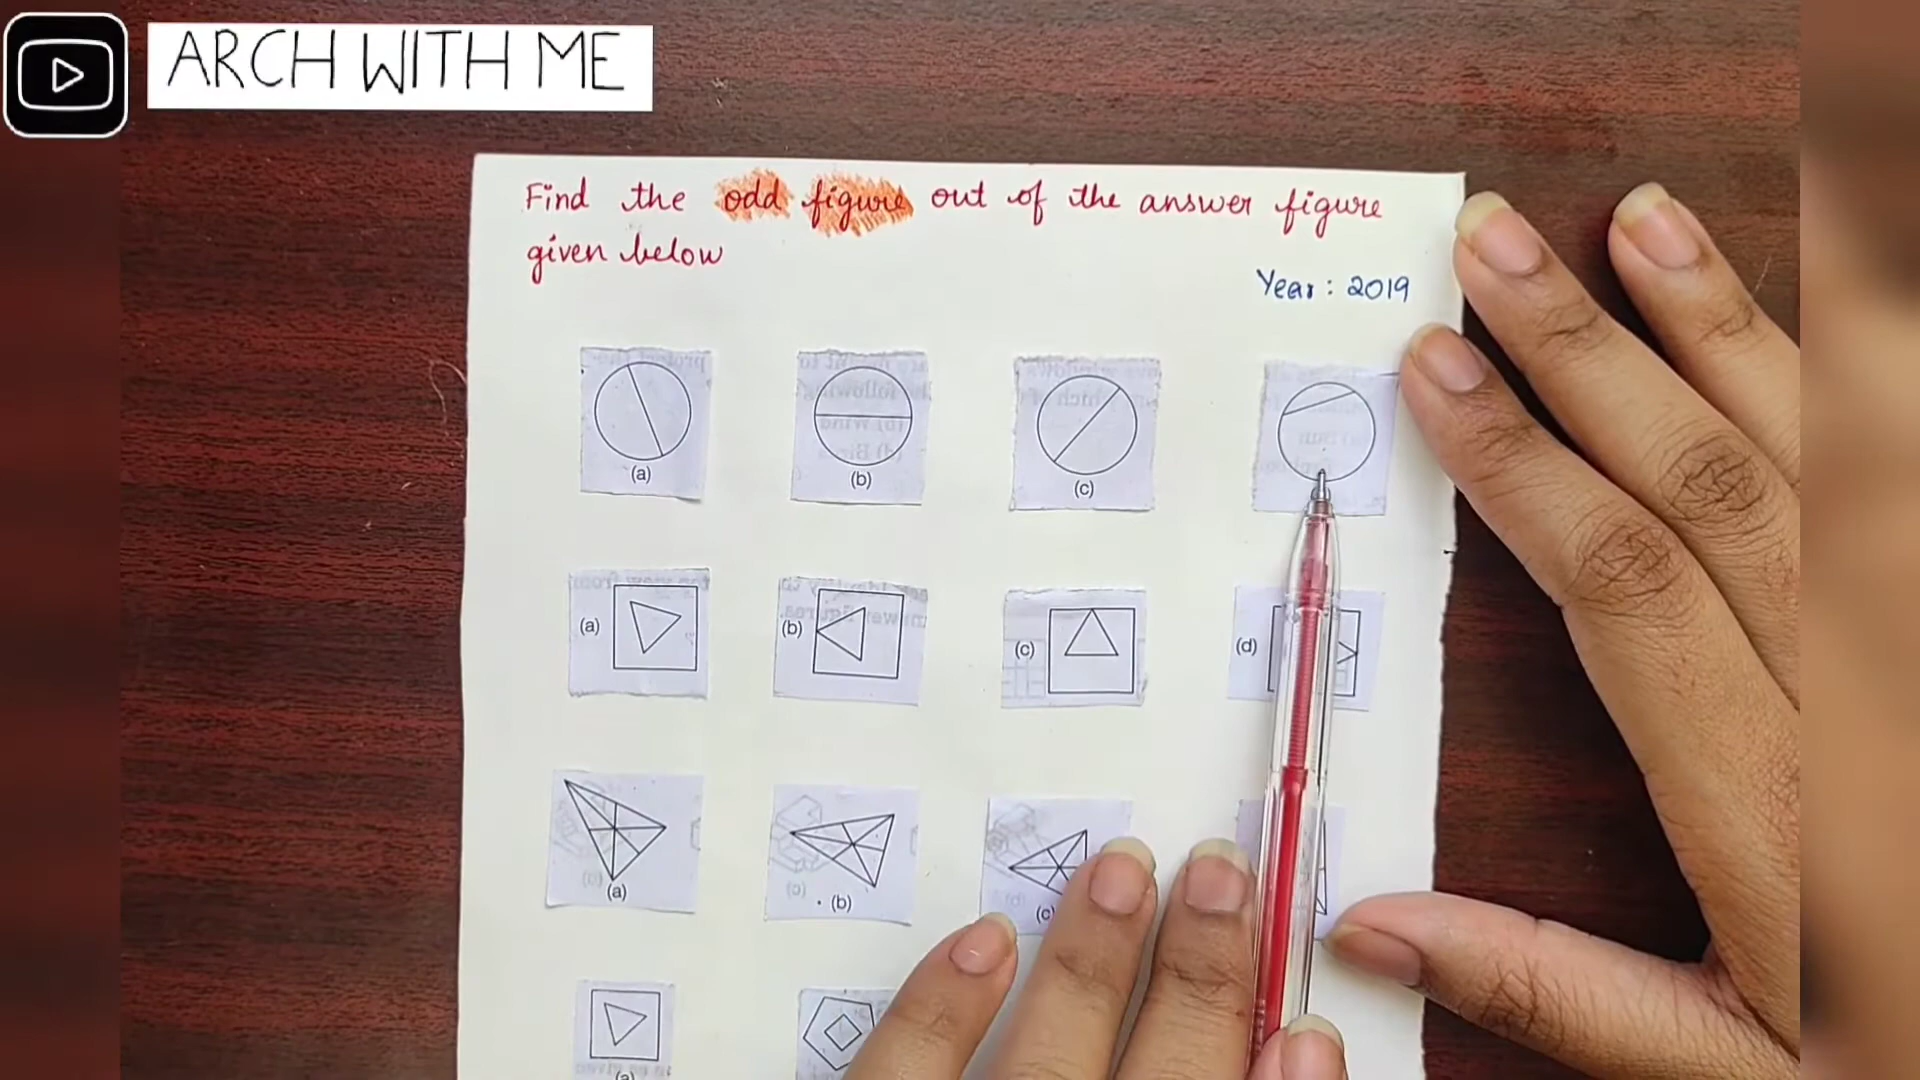 ARCH WITH ME
Find the odd figure out of the answer figure
given below
Year : 2019
(a)
(b)
(c)
(a)
(b)
(c)
(d)
(a)
(b)
(c)
(a)